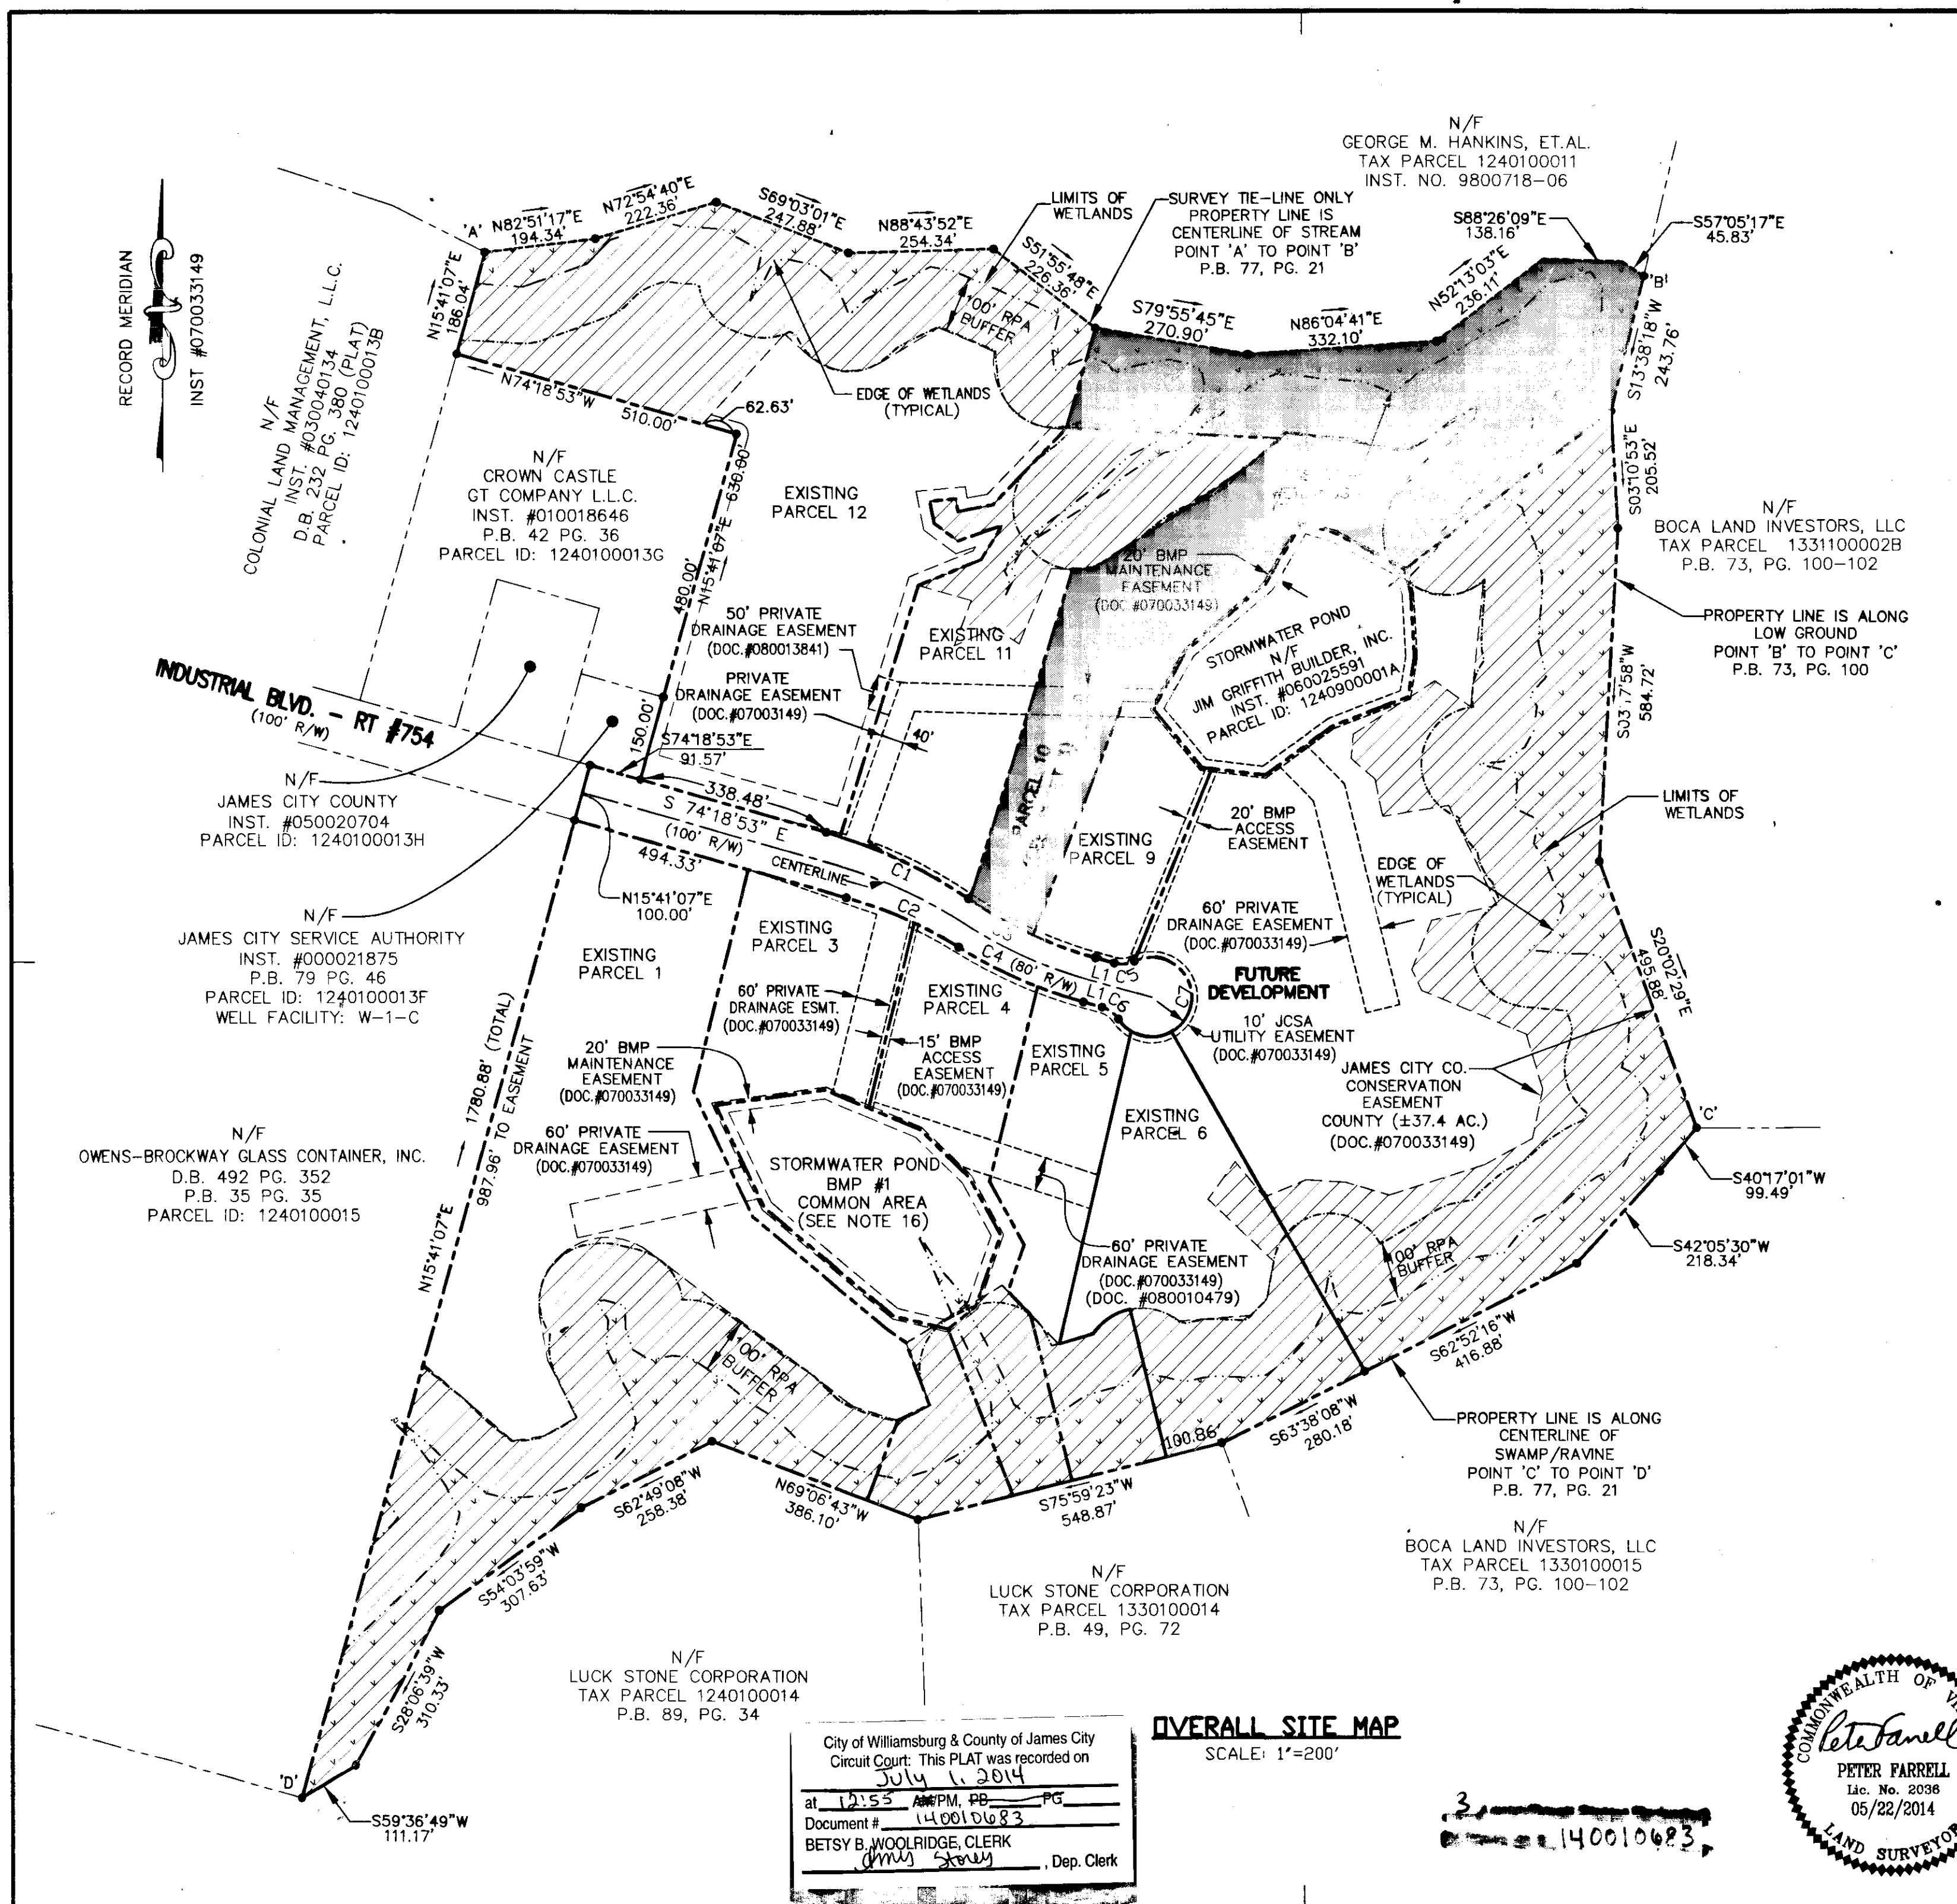 N/F
GEORGE M. HANKINS, ET.AL.
TAX PARCEL 1240100011
INST. NO. 9800718-06
RECORD MERIDIAN
INST #070033149
'A'
N82°51'17"E
194.34'
N72°54'40"E
222.36'
S69°03'01"E
247.88'
N88°43'52"E
254.34'
LIMITS OF
WETLANDS
S51°55'48"E
226.36'
SURVEY TIE-LINE ONLY
PROPERTY LINE IS
CENTERLINE OF STREAM
POINT 'A' TO POINT 'B'
P.B. 77, PG. 21
S79°55'45"E
270.90'
N86°04'41"E
332.10'
N52°13'03"E
236.11'
S88°26'09"E
138.16'
S57°05'17"E
45.83'
'B'
S13°38'18"W
243.76'
S03°10'53"E
205.52'
N/F
BOCA LAND INVESTORS, LLC
TAX PARCEL 1331100002B
P.B. 73, PG. 100-102
PROPERTY LINE IS ALONG
LOW GROUND
POINT 'B' TO POINT 'C'
P.B. 73, PG. 100
584.72'
N15°41'07"E
186.04'
N/F
COLONIAL LAND MANAGEMENT, L.L.C.
INST. #030040134
D.B. 232 PG. 380 (PLAT)
PARCEL ID: 1240100013B
N74°18'53"W
510.00'
62.63'
100' RPA
BUFFER
EDGE OF WETLANDS
(TYPICAL)
N/F
CROWN CASTLE
GT COMPANY L.L.C.
INST. #010018646
P.B. 42 PG. 36
PARCEL ID: 1240100013G
480.00'
N15°41'07"E 630.00'
150.00'
EXISTING
PARCEL 12
50' PRIVATE
DRAINAGE EASEMENT
(DOC.#080013841)
PRIVATE
DRAINAGE EASEMENT
(DOC.#07003149)
EXISTING
PARCEL 11
40'
20' BMP
MAINTENANCE
EASEMENT
(DOC.#070033149)
STORMWATER POND
N/F
JIM GRIFFITH BUILDER, INC.
INST. #060025591
PARCEL ID: 1240900001A
PARCEL 10
INDUSTRIAL BLVD. - RT #754
(100' R/W)
S74°18'53"E
91.57'
338.48'
S 74°18'53" E
(100' R/W)
494.33'
CENTERLINE
C1
C2
N15°41'07"E
100.00'
N/F
JAMES CITY COUNTY
INST. #050020704
PARCEL ID: 1240100013H
N/F
JAMES CITY SERVICE AUTHORITY
INST. #000021875
P.B. 79 PG. 46
PARCEL ID: 1240100013F
WELL FACILITY: W-1-C
EXISTING
PARCEL 9
20' BMP
ACCESS
EASEMENT
LIMITS OF
WETLANDS
EDGE OF
WETLANDS
(TYPICAL)
60' PRIVATE
DRAINAGE EASEMENT
(DOC.#070033149)
FUTURE
DEVELOPMENT
EXISTING
PARCEL 1
EXISTING
PARCEL 3
C4 (80' R/W)
L1 C5
L1 C6
C7
10' JCSA
UTILITY EASEMENT
(DOC.#070033149)
60' PRIVATE
DRAINAGE ESMT.
(DOC.#070033149)
EXISTING
PARCEL 4
15' BMP
ACCESS
EASEMENT
(DOC.#070033149)
20' BMP
MAINTENANCE
EASEMENT
(DOC.#070033149)
EXISTING
PARCEL 5
EXISTING
PARCEL 6
JAMES CITY CO.
CONSERVATION
EASEMENT
COUNTY (±37.4 AC.)
(DOC.#070033149)
S20°02'29"E
495.88'
'C'
S40°17'01"W
99.49'
S42°05'30"W
218.34'
N15°41'07"E
1780.88' (TOTAL)
987.96' TO EASEMENT
N/F
OWENS-BROCKWAY GLASS CONTAINER, INC.
D.B. 492 PG. 352
P.B. 35 PG. 35
PARCEL ID: 1240100015
60' PRIVATE
DRAINAGE EASEMENT
(DOC.#070033149)
STORMWATER POND
BMP #1
COMMON AREA
(SEE NOTE 16)
60' PRIVATE
DRAINAGE EASEMENT
(DOC.#070033149)
(DOC. #080010479)
100' RPA
BUFFER
100' RPA
BUFFER
S62°52'16"W
416.88'
PROPERTY LINE IS ALONG
CENTERLINE OF
SWAMP/RAVINE
POINT 'C' TO POINT 'D'
P.B. 77, PG. 21
100.86'
S63°38'08"W
280.18'
S75°59'23"W
548.87'
N69°06'43"W
386.10'
S62°49'08"W
258.38'
S54°03'59"W
307.63'
S28°06'39"W
310.33'
'D'
S59°36'49"W
111.17'
N/F
BOCA LAND INVESTORS, LLC
TAX PARCEL 1330100015
P.B. 73, PG. 100-102
N/F
LUCK STONE CORPORATION
TAX PARCEL 1330100014
P.B. 49, PG. 72
N/F
LUCK STONE CORPORATION
TAX PARCEL 1240100014
P.B. 89, PG. 34
City of Williamsburg & County of James City
Circuit Court: This PLAT was recorded on
July 1, 2014
at 12:55 AM/PM, PB PG
Document # 140010683
BETSY B. WOOLRIDGE, CLERK
Amy Storey, Dep. Clerk
OVERALL SITE MAP
SCALE: 1"=200'
140010683
COMMONWEALTH OF
Peter Farrell
PETER FARRELL
Lic. No. 2036
05/22/2014
LAND SURVEYOR